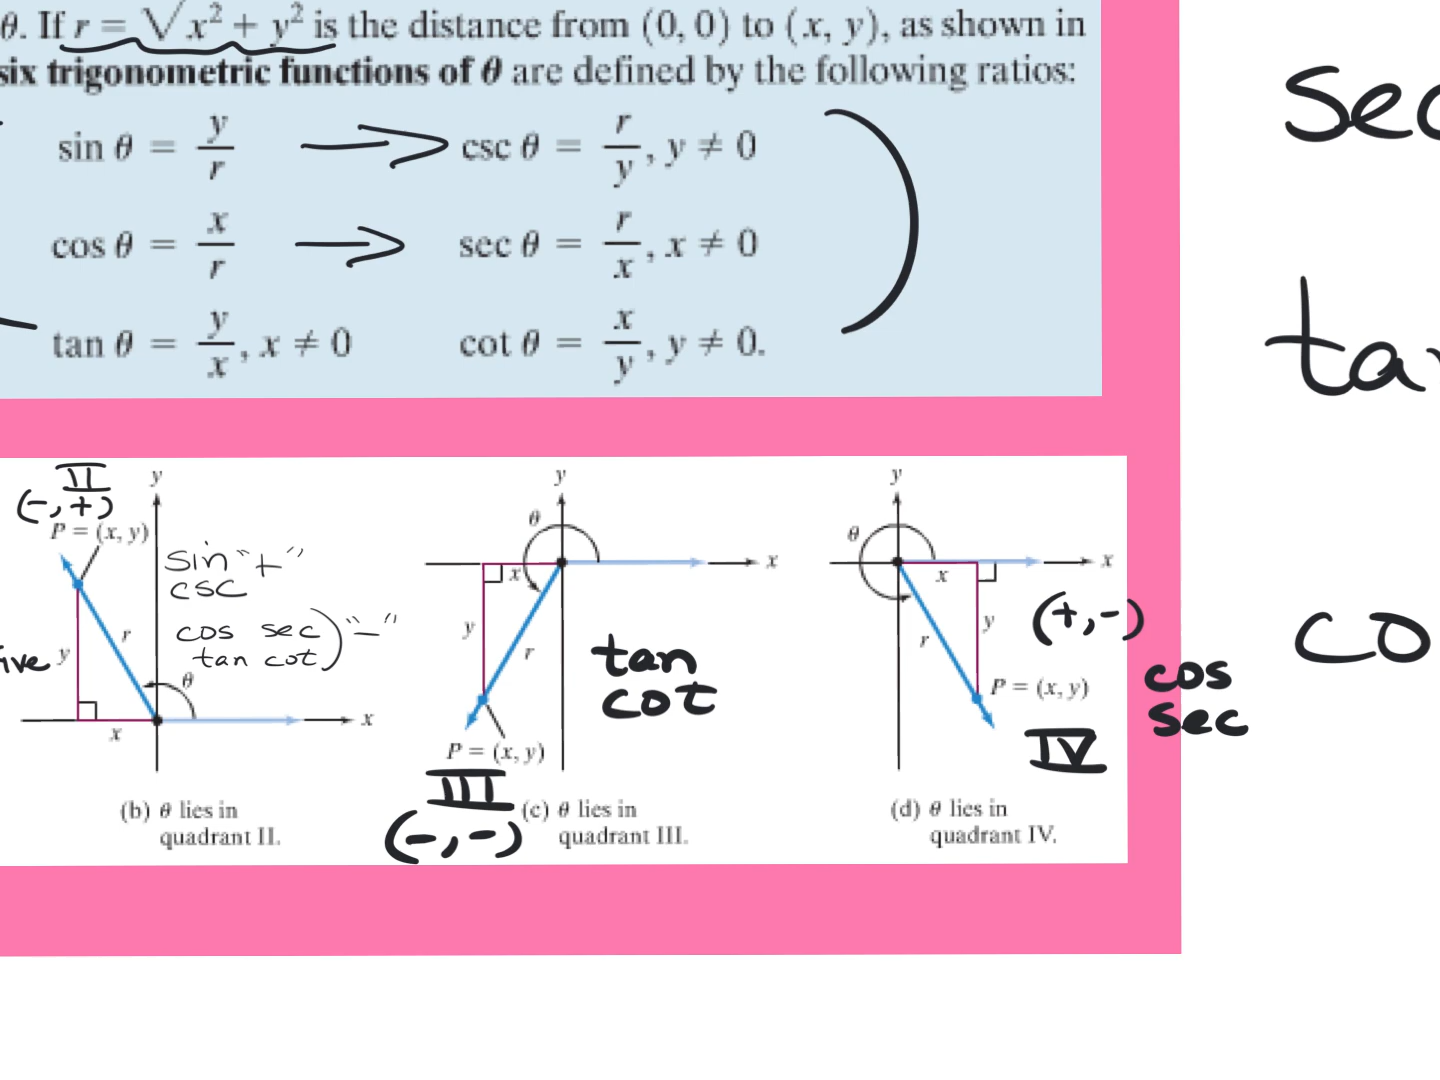 θ. If r = √x² + y² is the distance from (0, 0) to (x, y), as shown in
six trigonometric functions of θ are defined by the following ratios:
sin θ = y/r → csc θ = r/y, y ≠ 0
cos θ = x/r → sec θ = r/x, x ≠ 0
tan θ = y/x, x ≠ 0 cot θ = x/y, y ≠ 0.
sec
ta
co
II
(-,+)
P = (x, y)
y
sin "+"
csc
cos sec
tan cot) "-"
ive y
r
θ
x
x
y
θ
x
x
y
r
tan
cot
P = (x, y)
III
(-,-)
y
θ
x
x
y
r
(+,-)
P = (x, y)
cos
sec
IV
(b) θ lies in
quadrant II.
(c) θ lies in
quadrant III.
(d) θ lies in
quadrant IV.